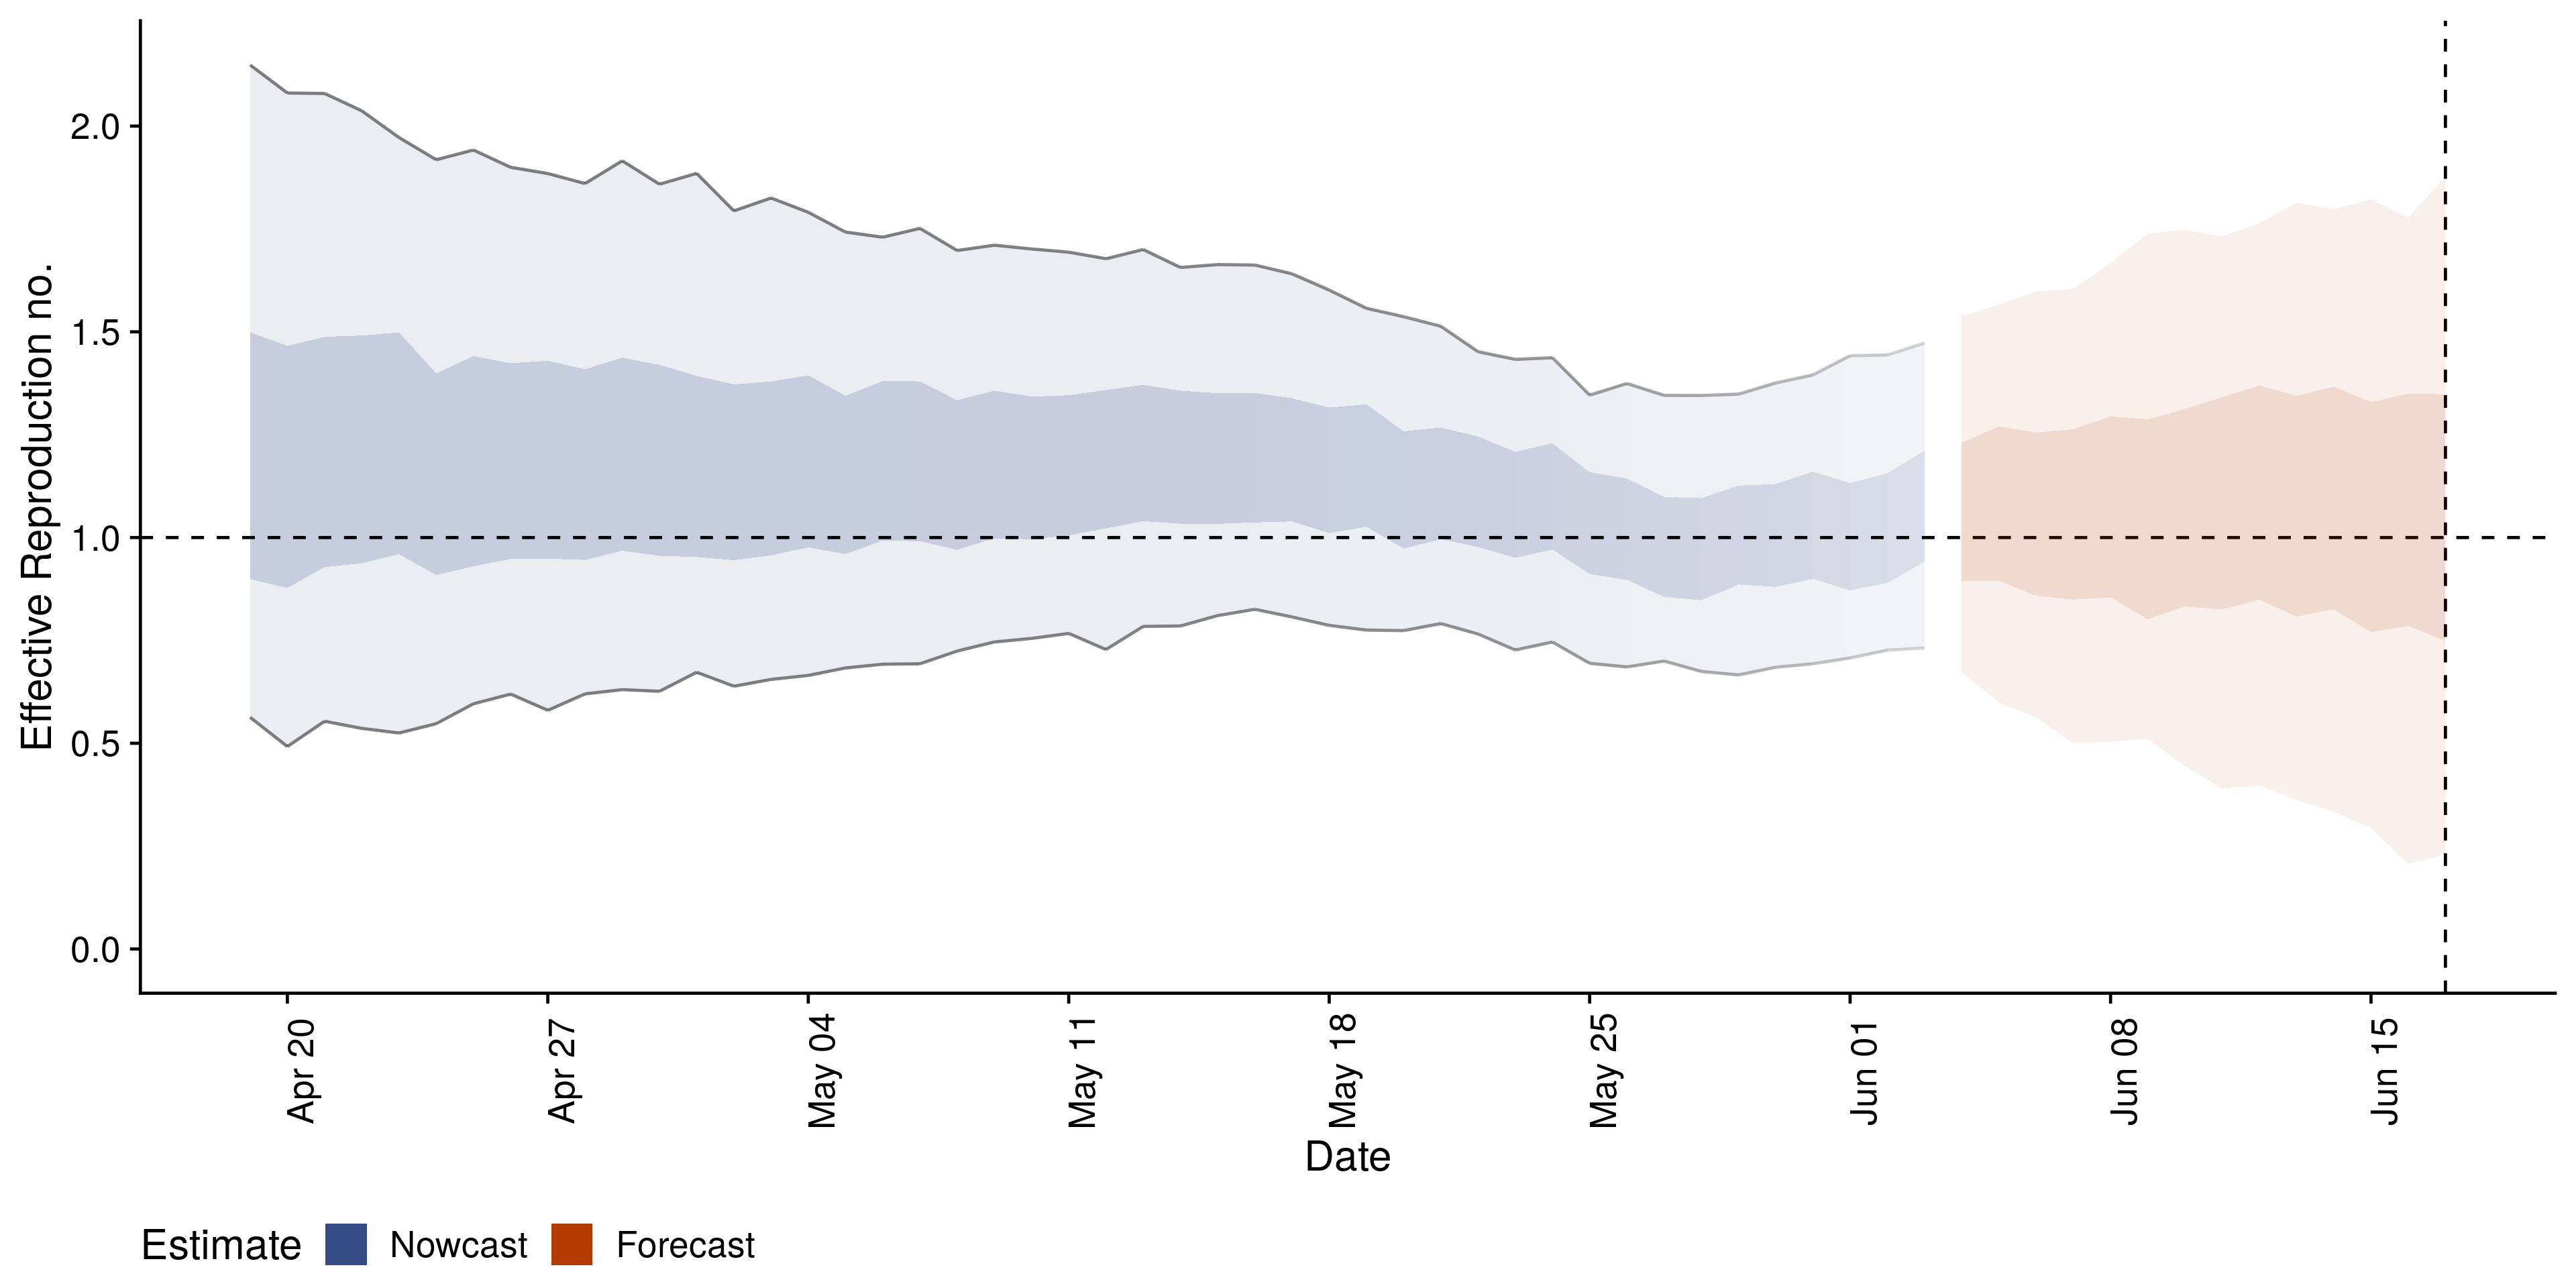 Effective Reproduction no.
2.0
1.5
1.0
0.5
0.0
Apr 20
Apr 27
May 04
May 11
May 18
May 25
Jun 01
Jun 08
Jun 15
Date
Estimate Nowcast Forecast